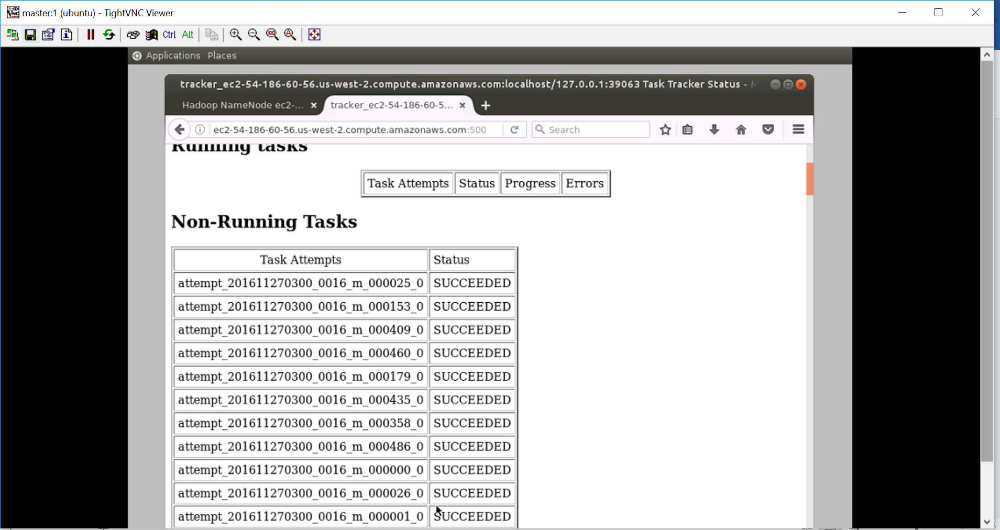 master:1 (ubuntu) - TightVNC Viewer
Ctrl Alt
Applications Places
tracker_ec2-54-186-60-56.us-west-2.compute.amazonaws.com:localhost/127.0.0.1:39063 Task Tracker Status - M
Hadoop NameNode ec2-... tracker_ec2-54-186-60-5...
ec2-54-186-60-56.us-west-2.compute.amazonaws.com:500 Search
Running tasks
Task Attempts Status Progress Errors
Non-Running Tasks
Task Attempts Status
attempt_201611270300_0016_m_000025_0 SUCCEEDED
attempt_201611270300_0016_m_000153_0 SUCCEEDED
attempt_201611270300_0016_m_000409_0 SUCCEEDED
attempt_201611270300_0016_m_000460_0 SUCCEEDED
attempt_201611270300_0016_m_000179_0 SUCCEEDED
attempt_201611270300_0016_m_000435_0 SUCCEEDED
attempt_201611270300_0016_m_000358_0 SUCCEEDED
attempt_201611270300_0016_m_000486_0 SUCCEEDED
attempt_201611270300_0016_m_000000_0 SUCCEEDED
attempt_201611270300_0016_m_000026_0 SUCCEEDED
attempt_201611270300_0016_m_000001_0 SUCCEEDED